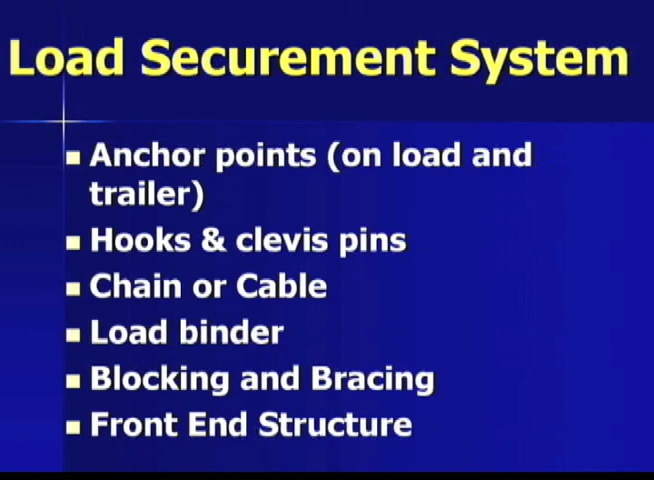 Load Securement System
Anchor points (on load and
trailer)
Hooks & clevis pins
Chain or Cable
Load binder
Blocking and Bracing
Front End Structure